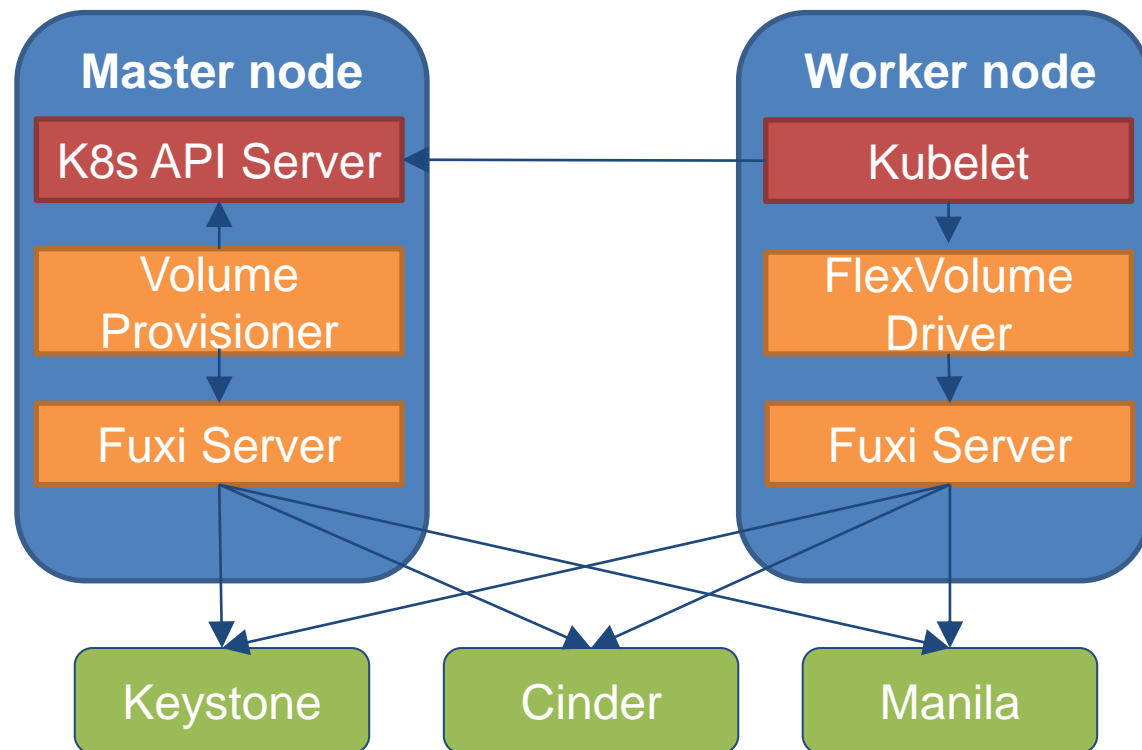 Master node
K8s API Server
Volume
Provisioner
Fuxi Server
Worker node
Kubelet
FlexVolume
Driver
Fuxi Server
Keystone
Cinder
Manila